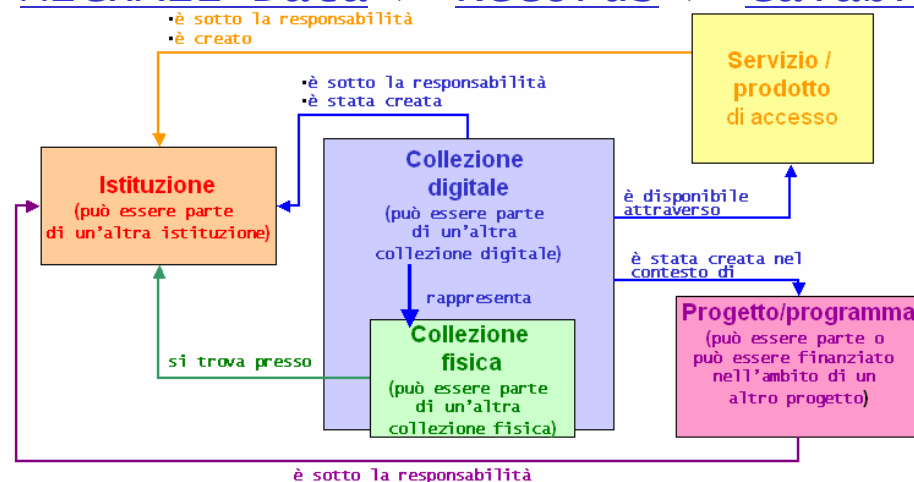 ▪è sotto la responsabilità
▪è creato
Servizio /
prodotto
di accesso
▪è sotto la responsabilità
▪è stata creata
Istituzione
(può essere parte
di un'altra istituzione)
Collezione
digitale
(può essere parte
di un'altra
collezione digitale)
è disponibile
attraverso
è stata creata nel
contesto di
rappresenta
Progetto/programma
(può essere parte o
può essere finanziato
nell'ambito di un
altro progetto)
Collezione
fisica
(può essere parte
di un'altra
collezione fisica)
si trova presso
è sotto la responsabilità